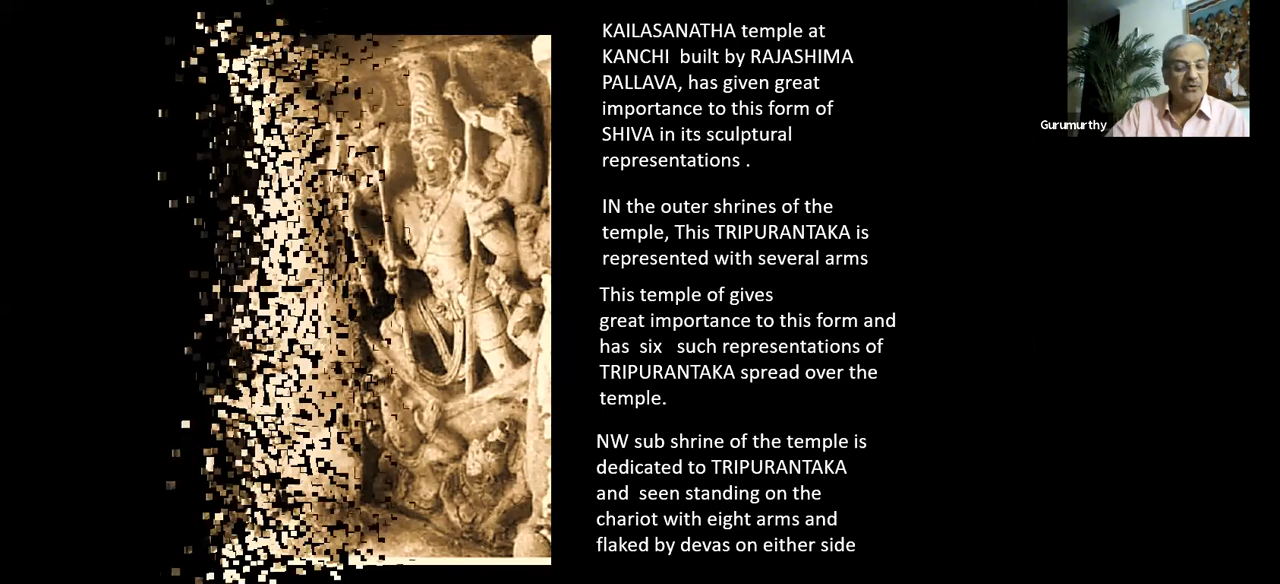 KAILASANATHA temple at
KANCHI built by RAJASHIMA
PALLAVA, has given great
importance to this form of
SHIVA in its sculptural
representations .
IN the outer shrines of the
temple, This TRIPURANTAKA is
represented with several arms
This temple of gives
great importance to this form and
has six such representations of
TRIPURANTAKA spread over the
temple.
NW sub shrine of the temple is
dedicated to TRIPURANTAKA
and seen standing on the
chariot with eight arms and
flaked by devas on either side
Gurumurthy